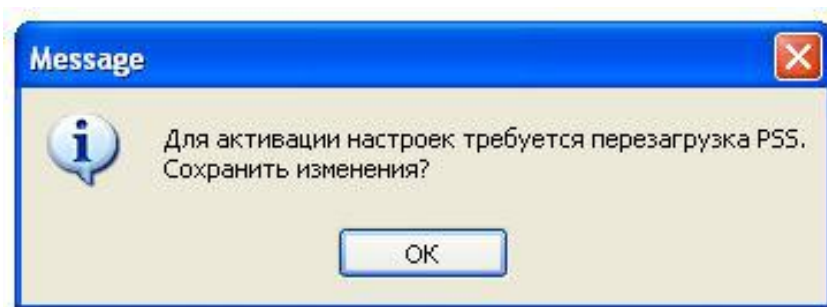 Message
Для активации настроек требуется перезагрузка PSS.
Сохранить изменения?
OK